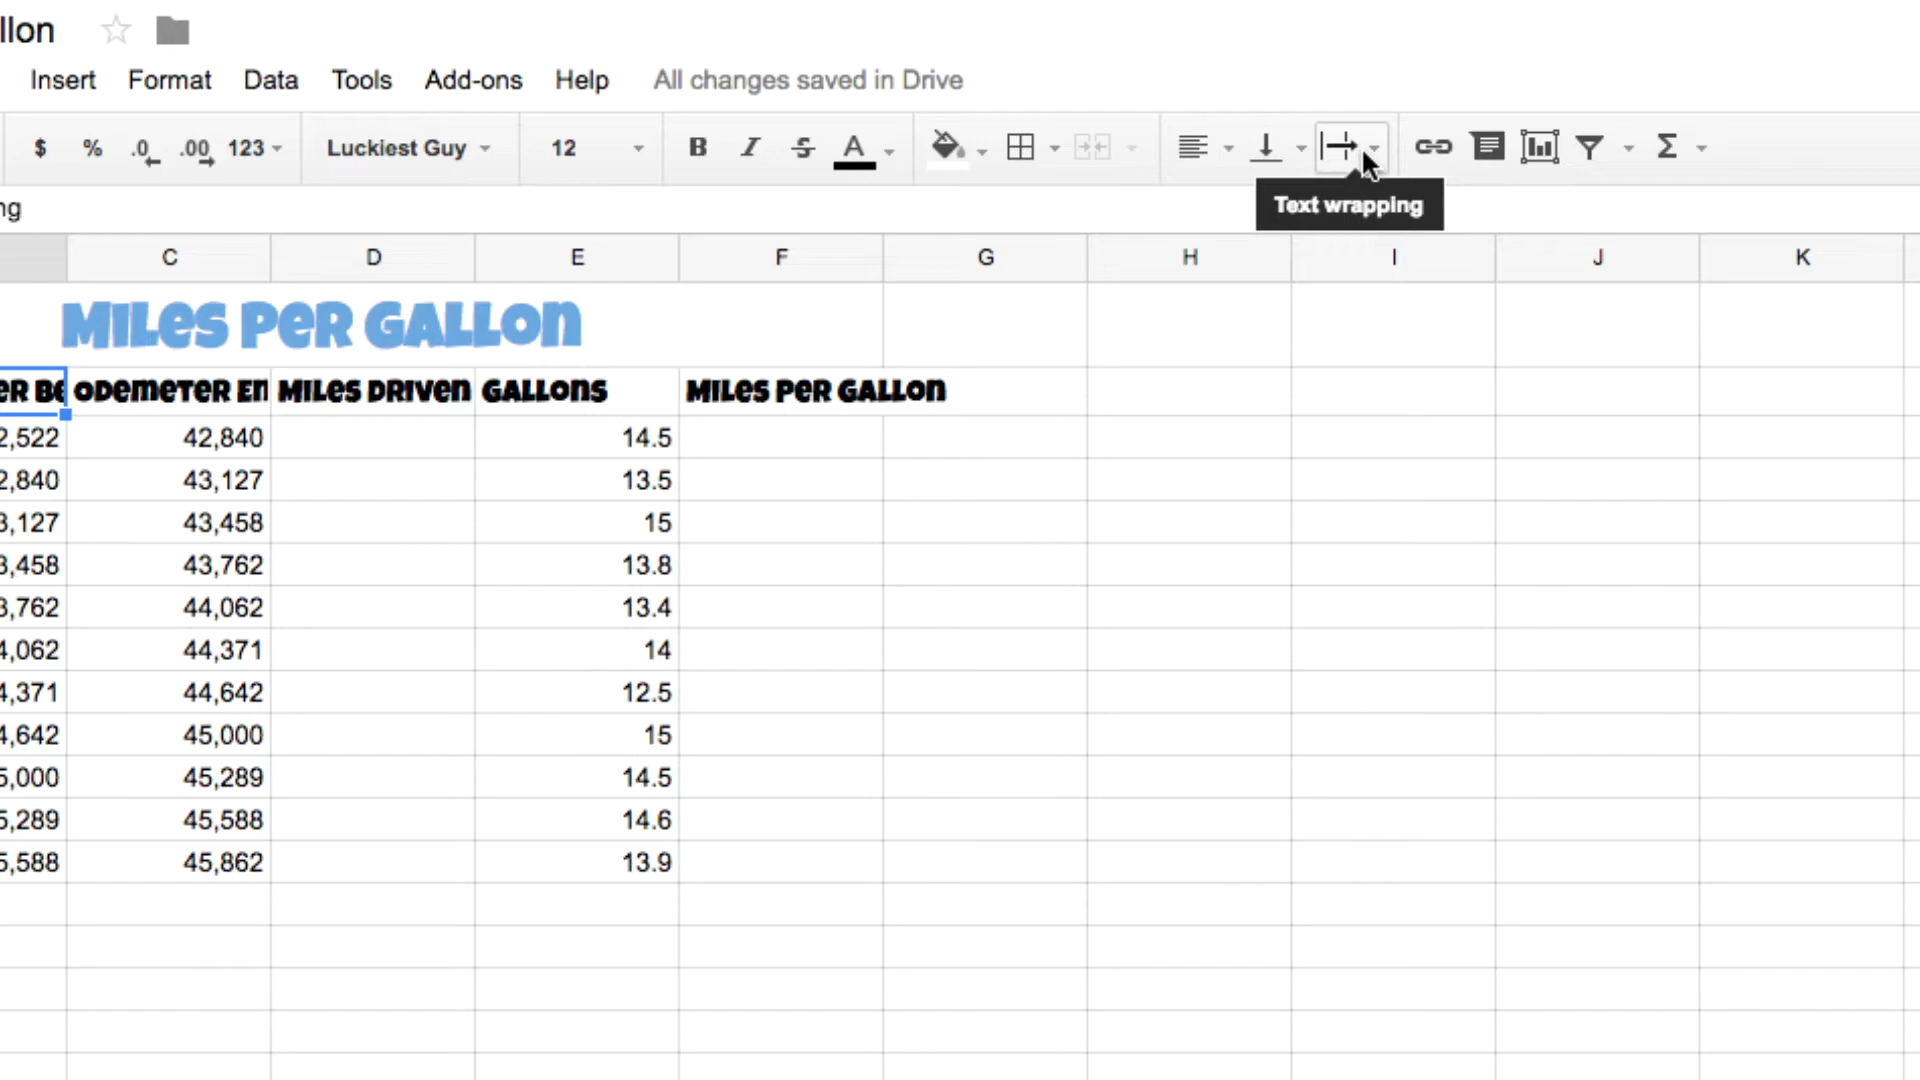 llon
Insert Format Data Tools Add-ons Help All changes saved in Drive
$ % .0 .00 123 Luckiest Guy 12 B I S A Σ
ng
Text wrapping
C D E F G H I J K
Miles Per Gallon
er Be Odemeter En Miles Driven Gallons Miles Per Gallon
2,522 42,840 14.5
2,840 43,127 13.5
3,127 43,458 15
3,458 43,762 13.8
3,762 44,062 13.4
4,062 44,371 14
4,371 44,642 12.5
4,642 45,000 15
5,000 45,289 14.5
5,289 45,588 14.6
5,588 45,862 13.9